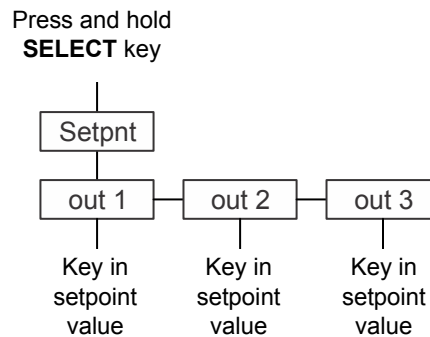 Press and hold
SELECT key
Setpnt
out 1
out 2
out 3
Key in
setpoint
value
Key in
setpoint
value
Key in
setpoint
value